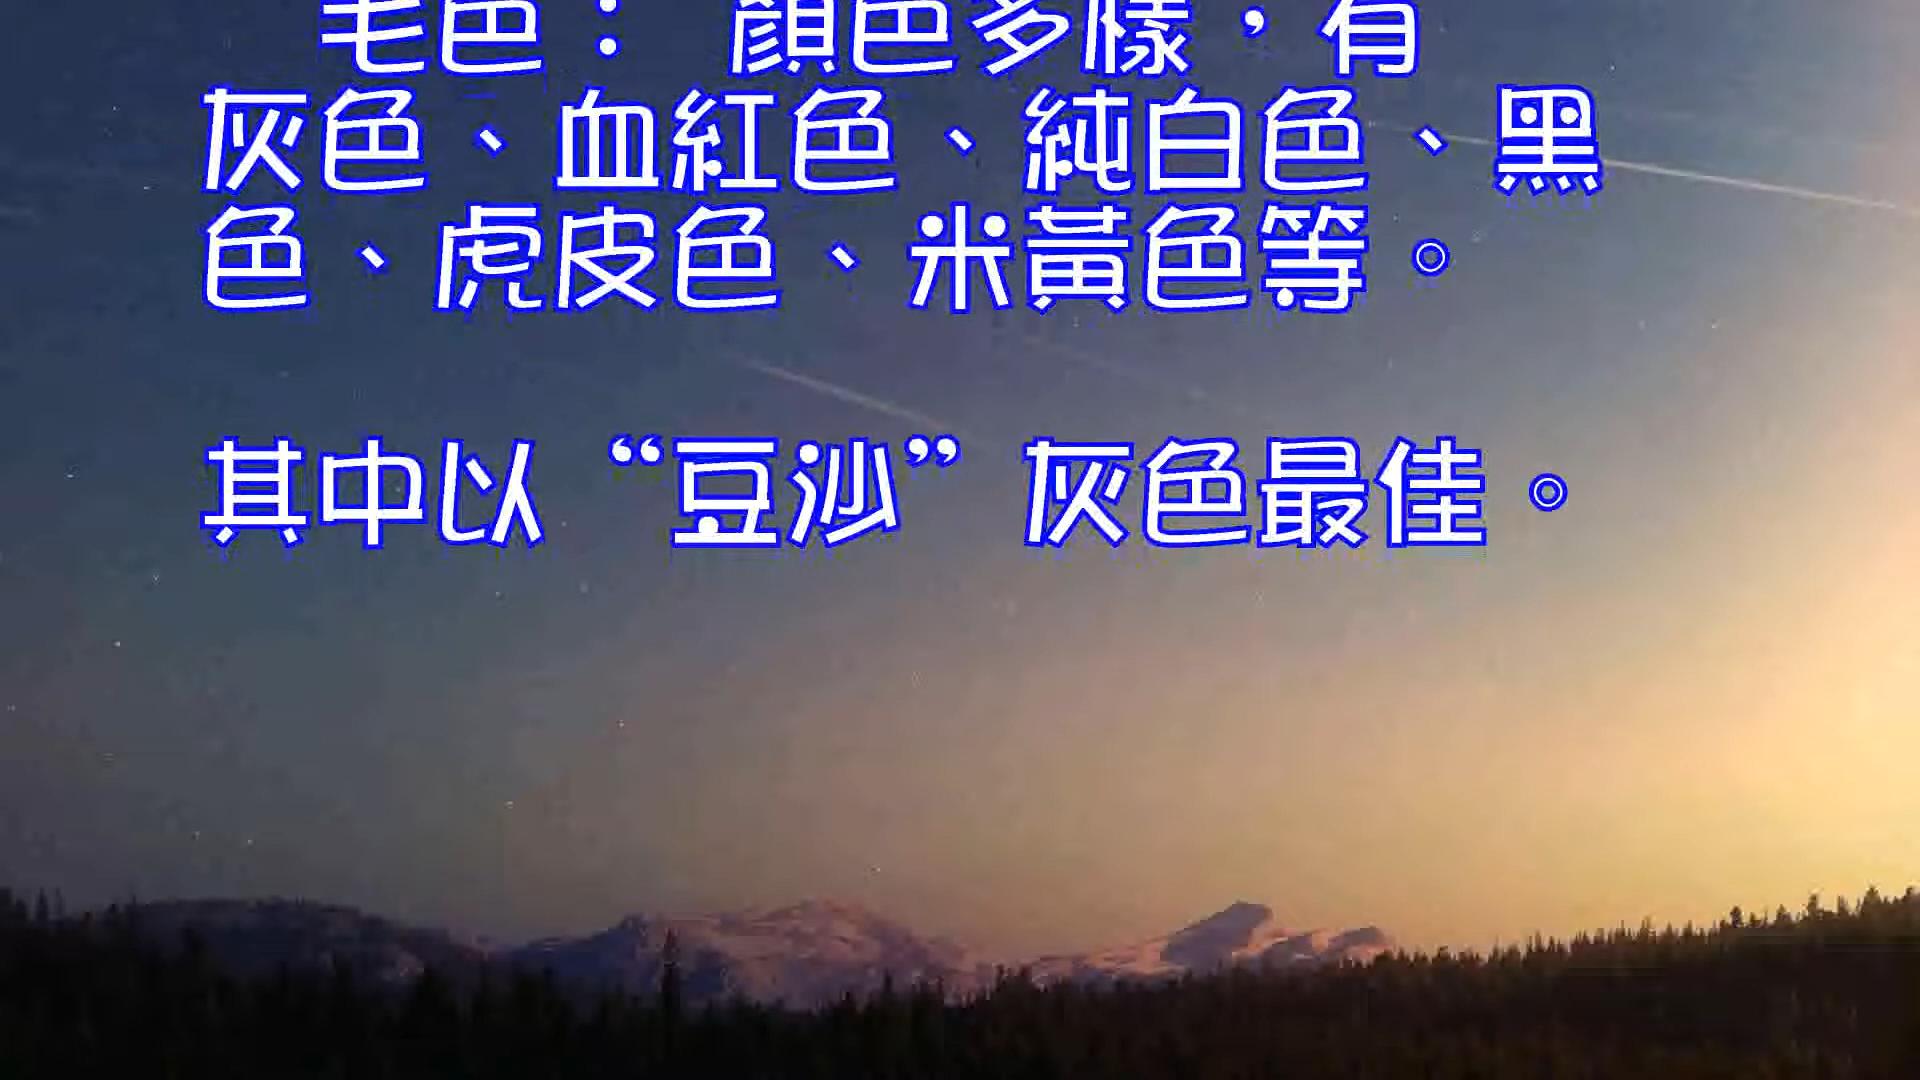 毛色： 顏色多樣，有
灰色、血紅色、純白色、黑
色、虎皮色、米黃色等。
其中以“豆沙”灰色最佳。